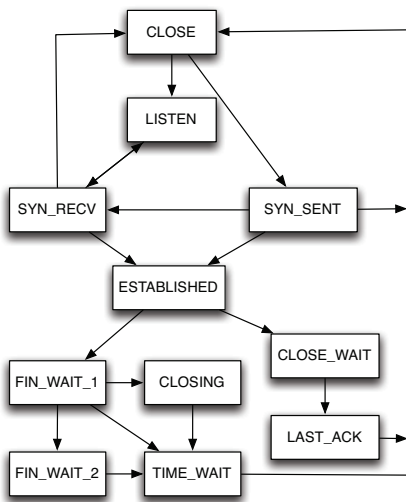 CLOSE
LISTEN
SYN_RECV
SYN_SENT
ESTABLISHED
CLOSE_WAIT
FIN_WAIT_1
CLOSING
LAST_ACK
FIN_WAIT_2
TIME_WAIT